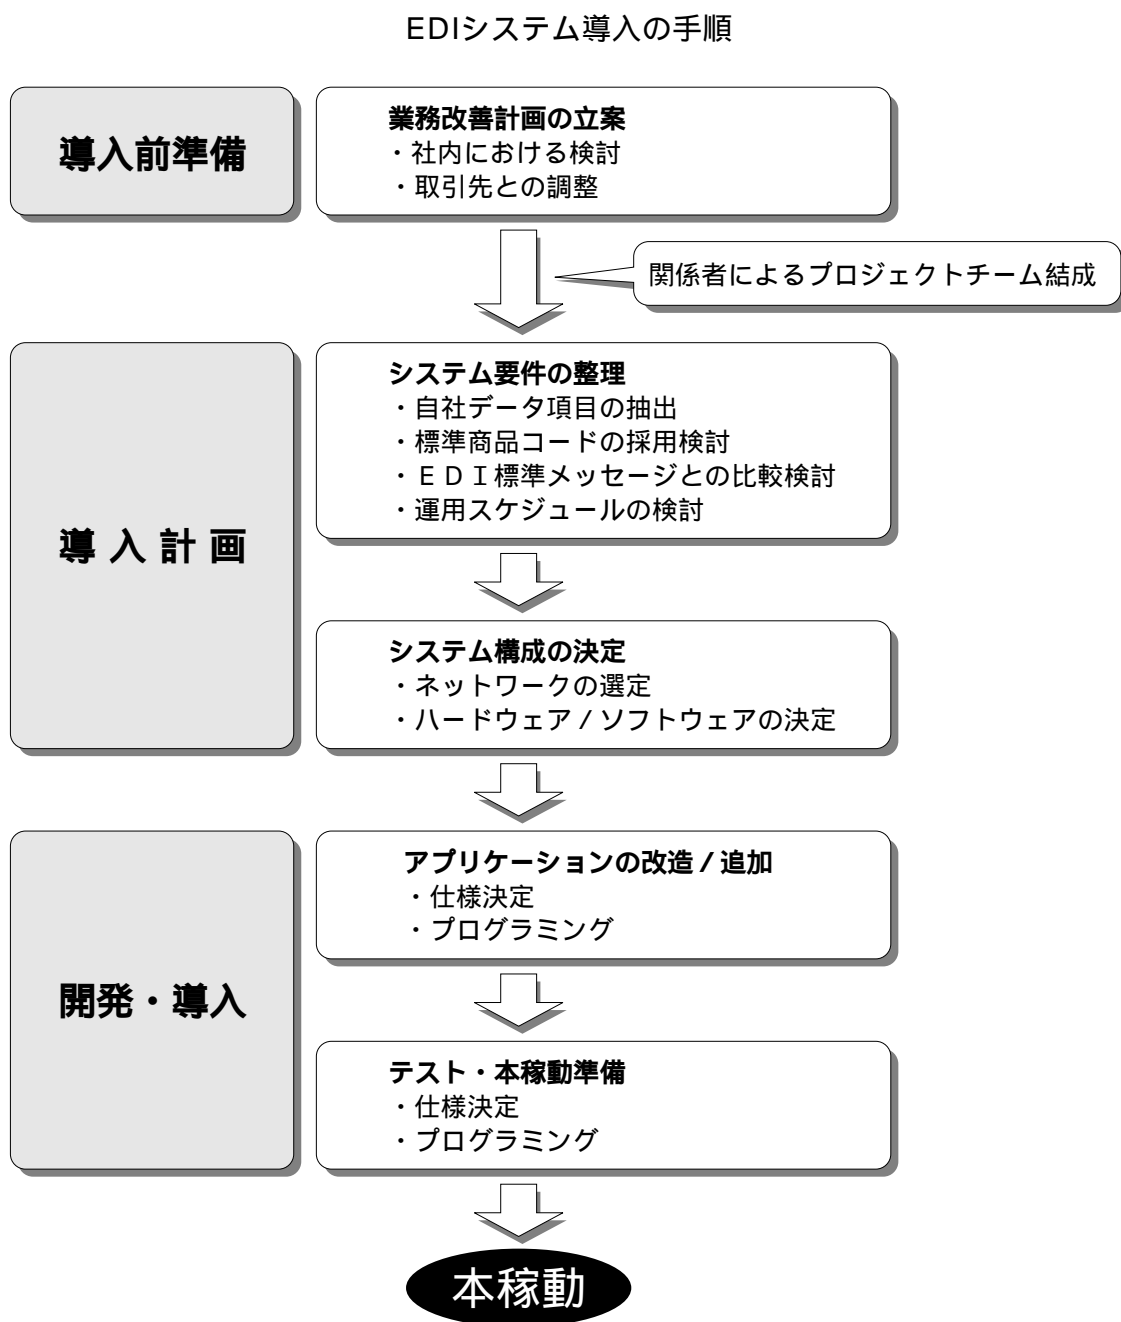 EDIシステム導入の手順
導入前準備
業務改善計画の立案
・社内における検討
・取引先との調整
関係者によるプロジェクトチーム結成
導 入 計 画
システム要件の整理
・自社データ項目の抽出
・標準商品コードの採用検討
・ＥＤＩ標準メッセージとの比較検討
・運用スケジュールの検討
システム構成の決定
・ネットワークの選定
・ハードウェア / ソフトウェアの決定
開発・導入
アプリケーションの改造 / 追加
・仕様決定
・プログラミング
テスト・本稼動準備
・仕様決定
・プログラミング
本稼動